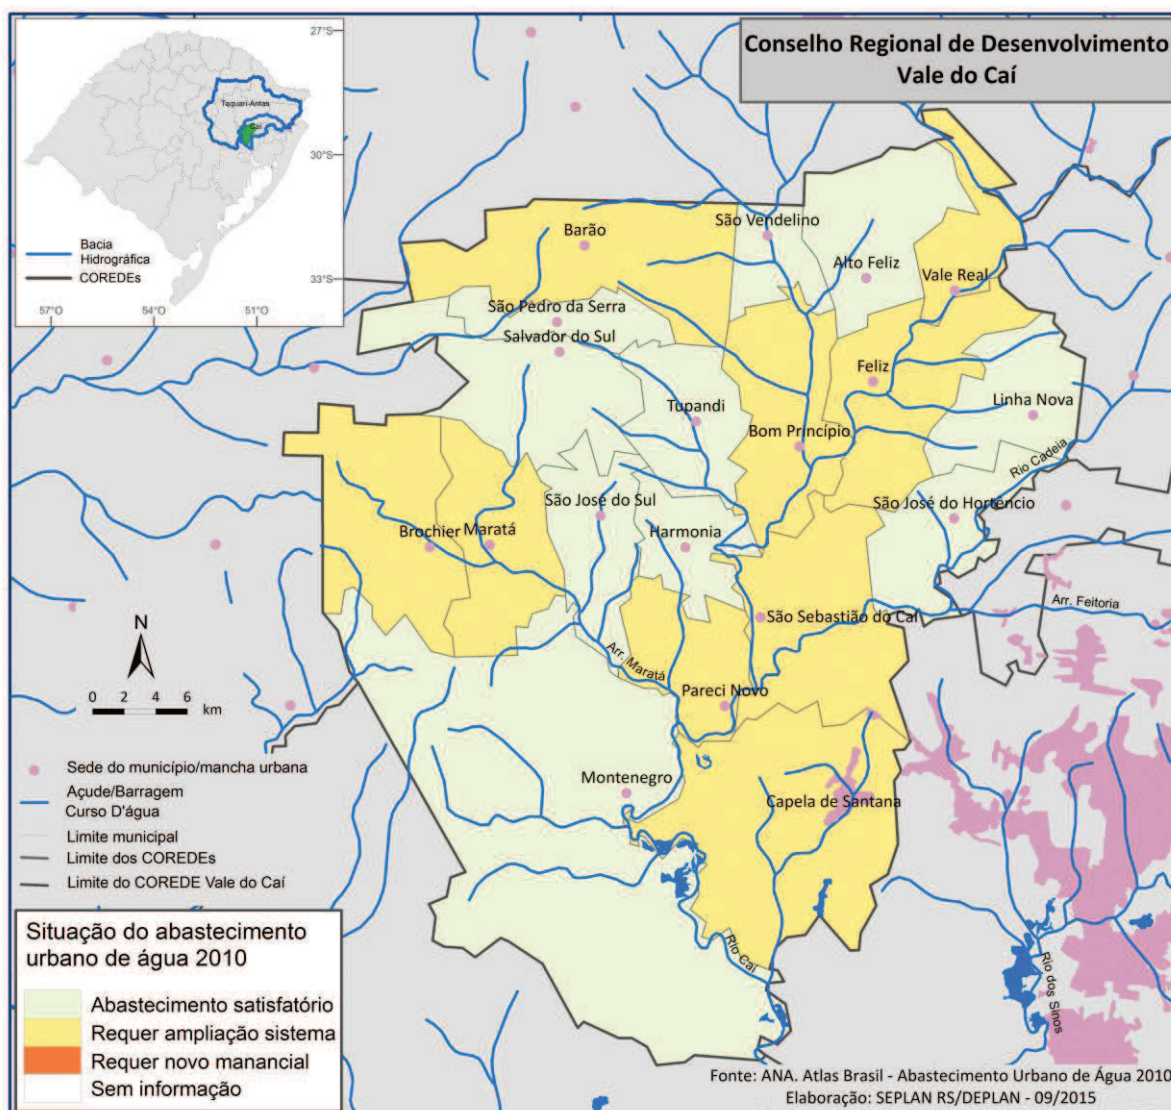 Conselho Regional de Desenvolvimento
Vale do Caí
27°S
30°S
33°S
57°O
54°O
51°O
Taquari-Antas
Caí
Bacia
Hidrográfica
COREDEs
São Vendelino
Barão
Alto Feliz
Vale Real
São Pedro da Serra
Salvador do Sul
Feliz
Tupandi
Linha Nova
Bom Princípio
Rio Cadeia
São José do Sul
São José do Hortêncio
Brochier
Maratá
Harmonia
Arr. Feitoria
São Sebastião do Caí
Arr. Maratá
Pareci Novo
Montenegro
Capela de Santana
Rio Caí
Rio dos Sinos
N
0 2 4 6
km
Sede do município/mancha urbana
Açude/Barragem
Curso D'água
Limite municipal
Limite dos COREDEs
Limite do COREDE Vale do Caí
Situação do abastecimento
urbano de água 2010
Abastecimento satisfatório
Requer ampliação sistema
Requer novo manancial
Sem informação
Fonte: ANA. Atlas Brasil - Abastecimento Urbano de Água 2010
Elaboração: SEPLAN RS/DEPLAN - 09/2015